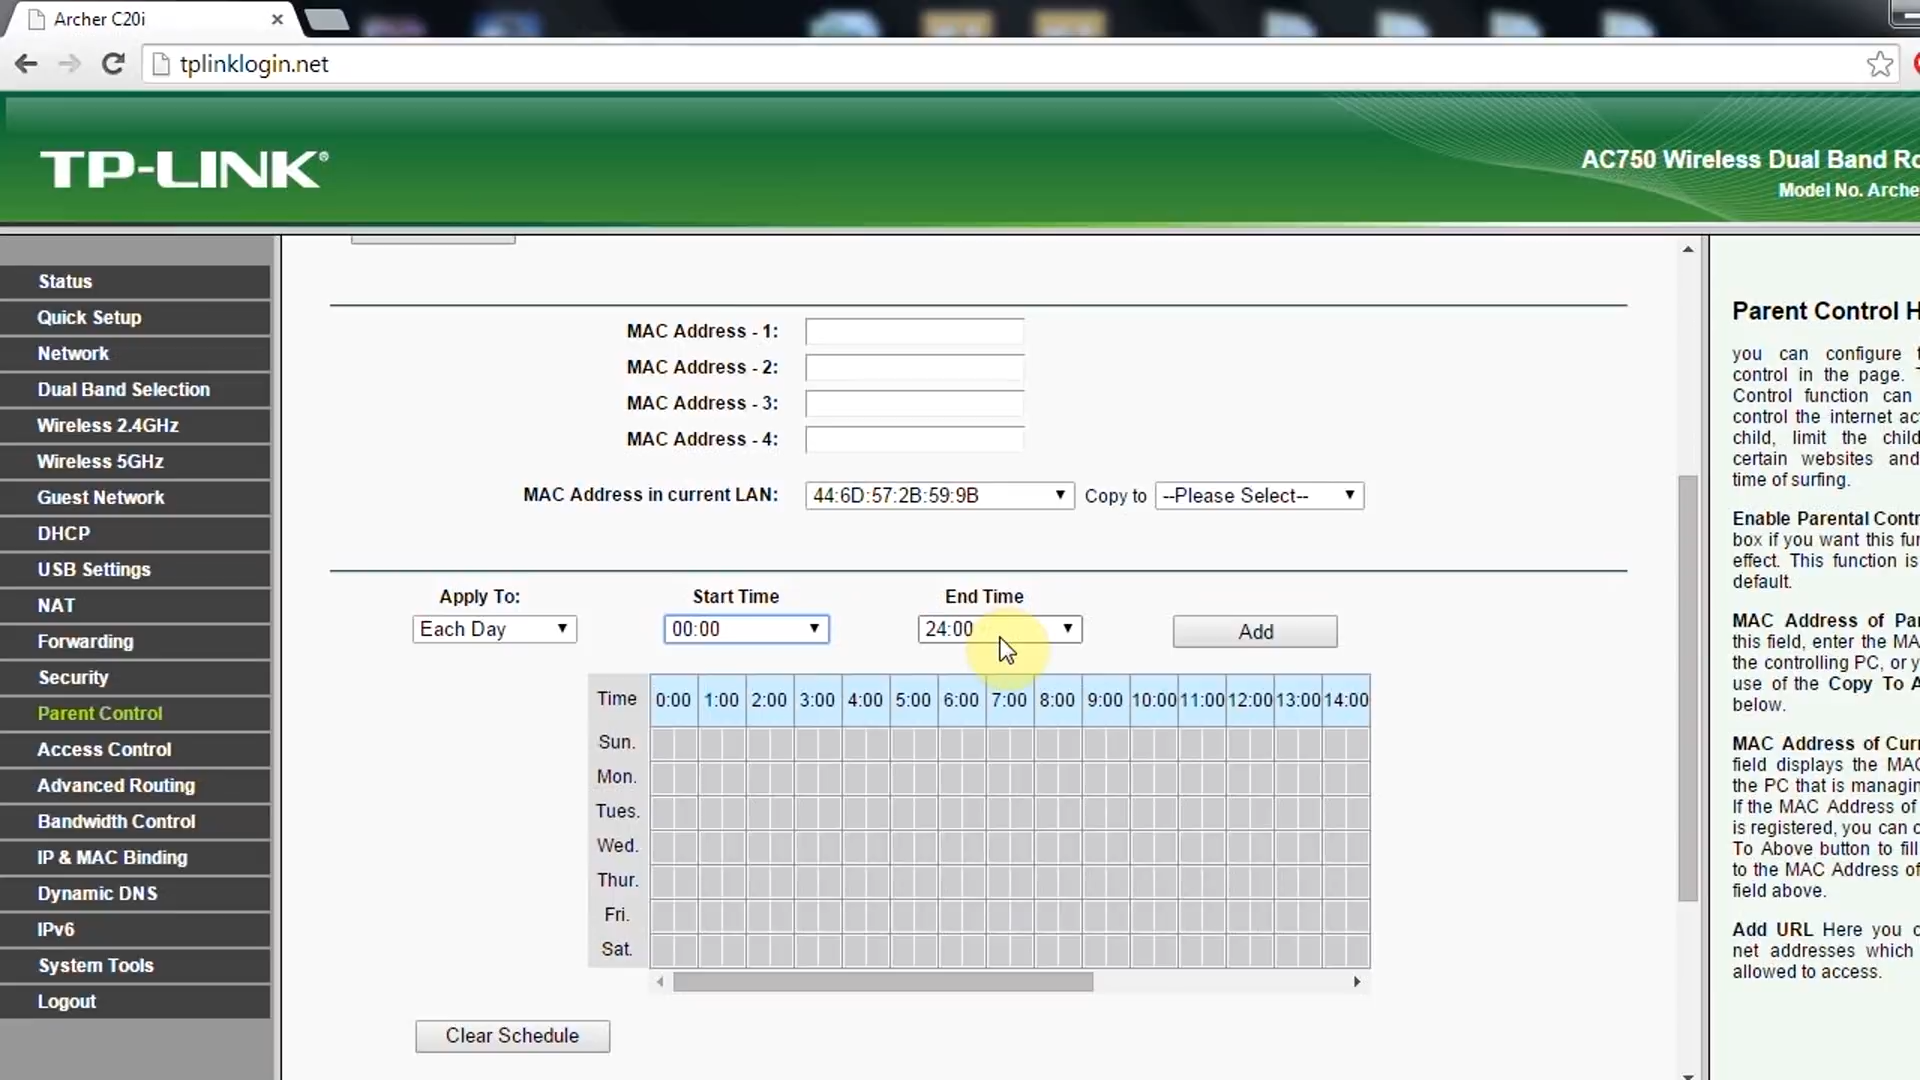 Archer C20i
tplinklogin.net
TP-LINK®
AC750 Wireless Dual Band Ro
Model No. Arche
Status
Quick Setup
Network
Dual Band Selection
Wireless 2.4GHz
Wireless 5GHz
Guest Network
DHCP
USB Settings
NAT
Forwarding
Security
Parent Control
Access Control
Advanced Routing
Bandwidth Control
IP & MAC Binding
Dynamic DNS
IPv6
System Tools
Logout
MAC Address - 1:
MAC Address - 2:
MAC Address - 3:
MAC Address - 4:
MAC Address in current LAN: 44:6D:57:2B:59:9B Copy to --Please Select--
Apply To: Start Time End Time
Each Day 00:00 24:00 Add
Time 0:00 1:00 2:00 3:00 4:00 5:00 6:00 7:00 8:00 9:00 10:00 11:00 12:00 13:00 14:00
Sun.
Mon.
Tues.
Wed.
Thur.
Fri.
Sat.
Clear Schedule
Parent Control H
you can configure
control in the page.
Control function can
control the internet ac
child, limit the child
certain websites and
time of surfing.
Enable Parental Contr
box if you want this fu
effect. This function is
default.
MAC Address of Pa
this field, enter the MA
the controlling PC, or y
use of the Copy To A
below.
MAC Address of Curr
field displays the MAC
the PC that is managin
If the MAC Address of
is registered, you can c
To Above button to fill
to the MAC Address of
field above.
Add URL Here you c
net addresses which
allowed to access.